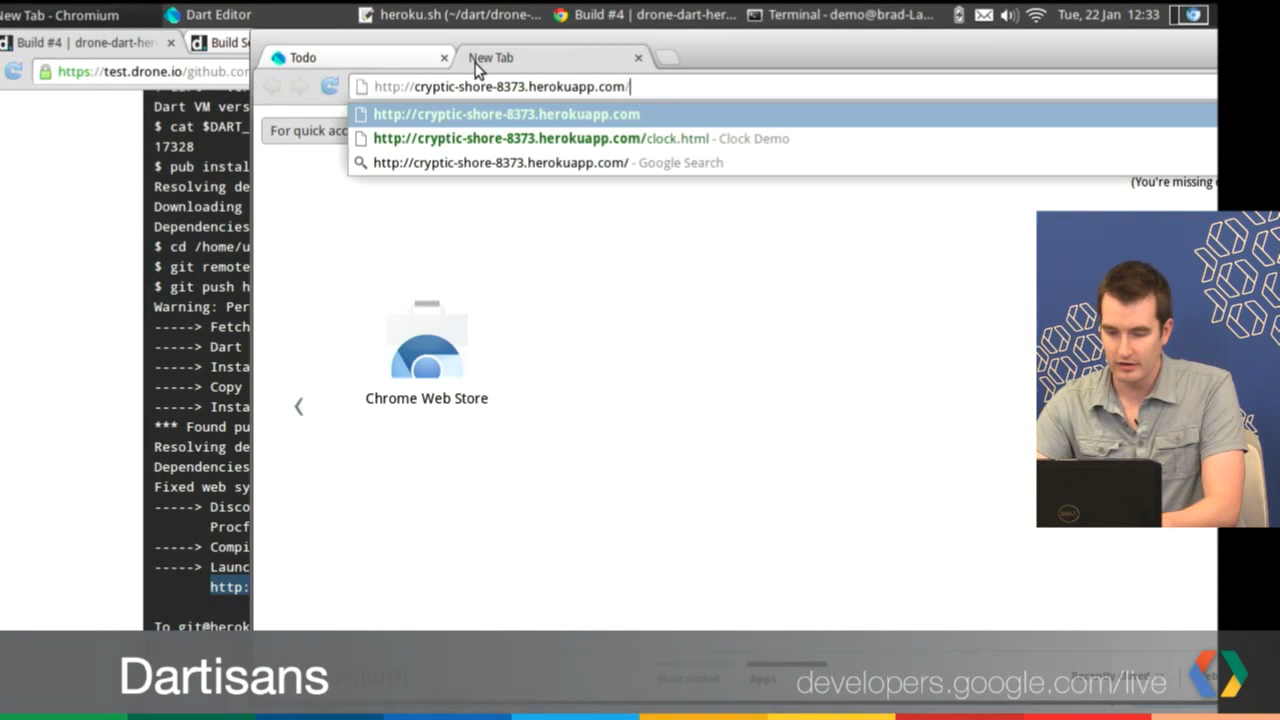 New Tab - Chromium
Dart Editor
heroku.sh (~/dart/drone-...
Build #4 | drone-dart-her...
Terminal - demo@brad-La...
Tue, 22 Jan 12:33
Build #4 | drone-dart-her
Build S
https://test.drone.io/github.co
Todo
New Tab
http://cryptic-shore-8373.herokuapp.com/
http://cryptic-shore-8373.herokuapp.com
http://cryptic-shore-8373.herokuapp.com/clock.html - Clock Demo
http://cryptic-shore-8373.herokuapp.com/ - Google Search
For quick acc
(You're missing
Dart VM vers
$ cat $DART_
17328
$ pub instal
Resolving de
Downloading
Dependencies
$ cd /home/u
$ git remote
$ git push h
Warning: Per
-----> Fetch
-----> Dart
-----> Insta
-----> Copy
-----> Insta
*** Found pu
Resolving de
Dependencies
Fixed web sy
-----> Disco
Procf
-----> Compi
-----> Launc
http:
To git@herok
Chrome Web Store
Most visited
Apps
Recently closed
DELL
Dartisans
developers.google.com/live